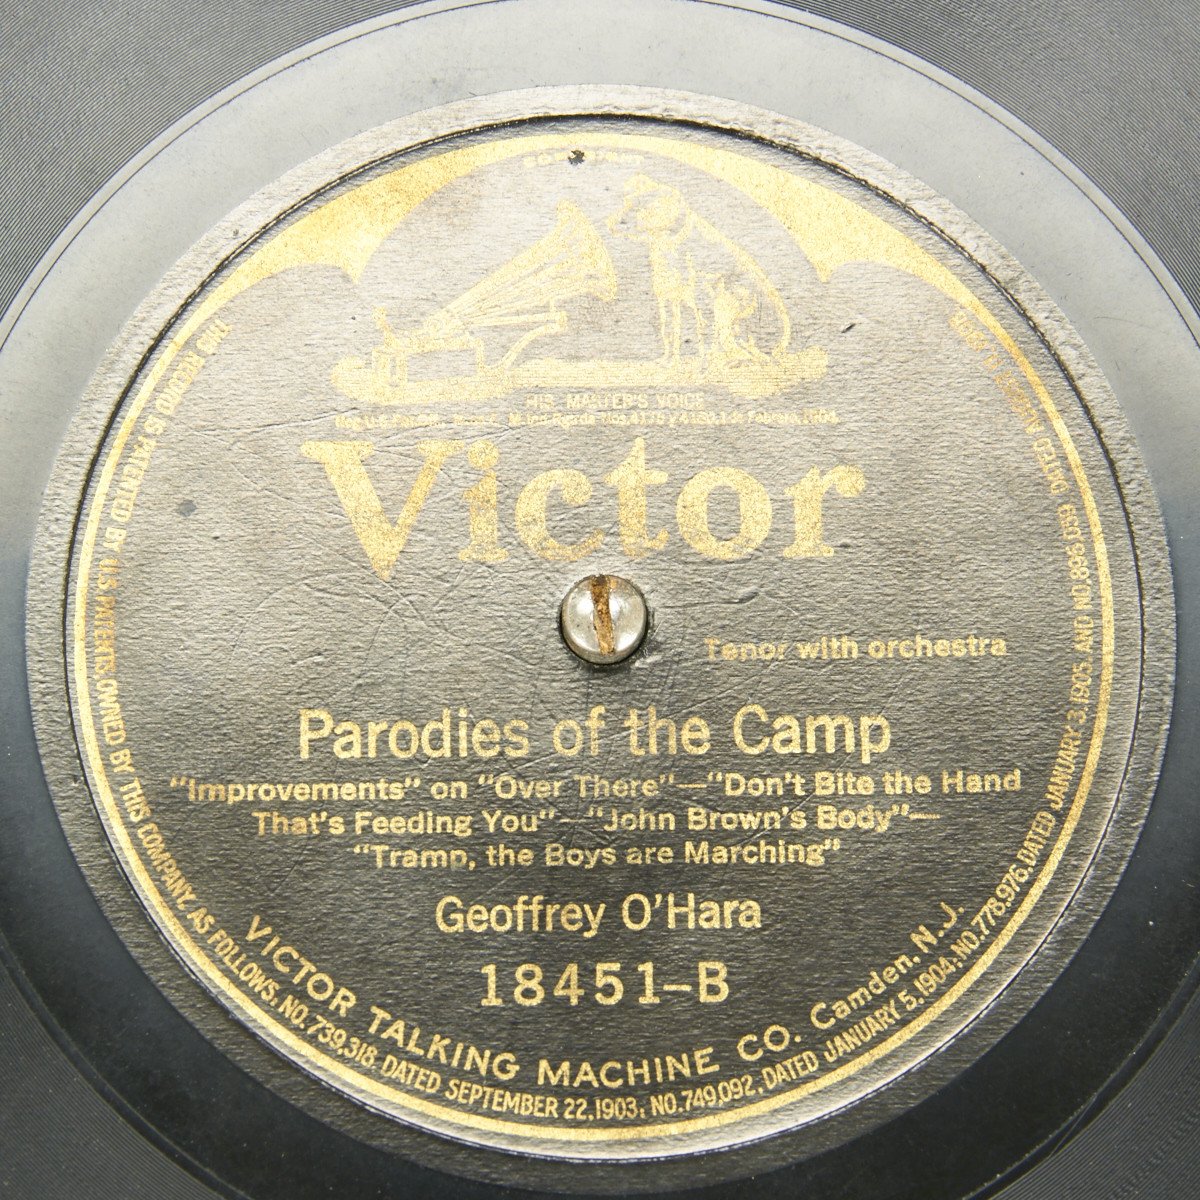 HIS MASTER'S VOICE
Victor
Tenor with orchestra
Parodies of the Camp
"Improvements" on "Over There"—"Don't Bite the Hand
That's Feeding You"—"John Brown's Body"—
"Tramp, the Boys are Marching"
Geoffrey O'Hara
18451-B
VICTOR TALKING MACHINE CO. Camden, N.J.
THIS RECORD IS PATENTED BY U.S. PATENTS, OWNED BY THIS COMPANY, AS FOLLOWS, NO. 739,318, DATED SEPTEMBER 22, 1903; NO. 749,092, DATED JANUARY 5, 1904, NO. 778,976, DATED JANUARY 3, 1905, AND NO. 896,059 DATED AUGUST